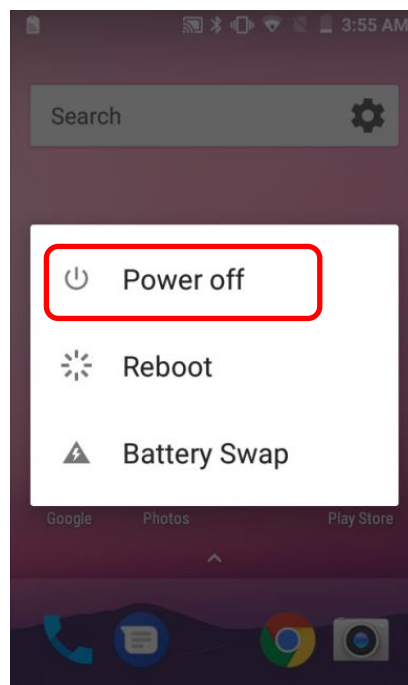 3:55 AM
Search
Power off
Reboot
Battery Swap
Google Photos Play Store